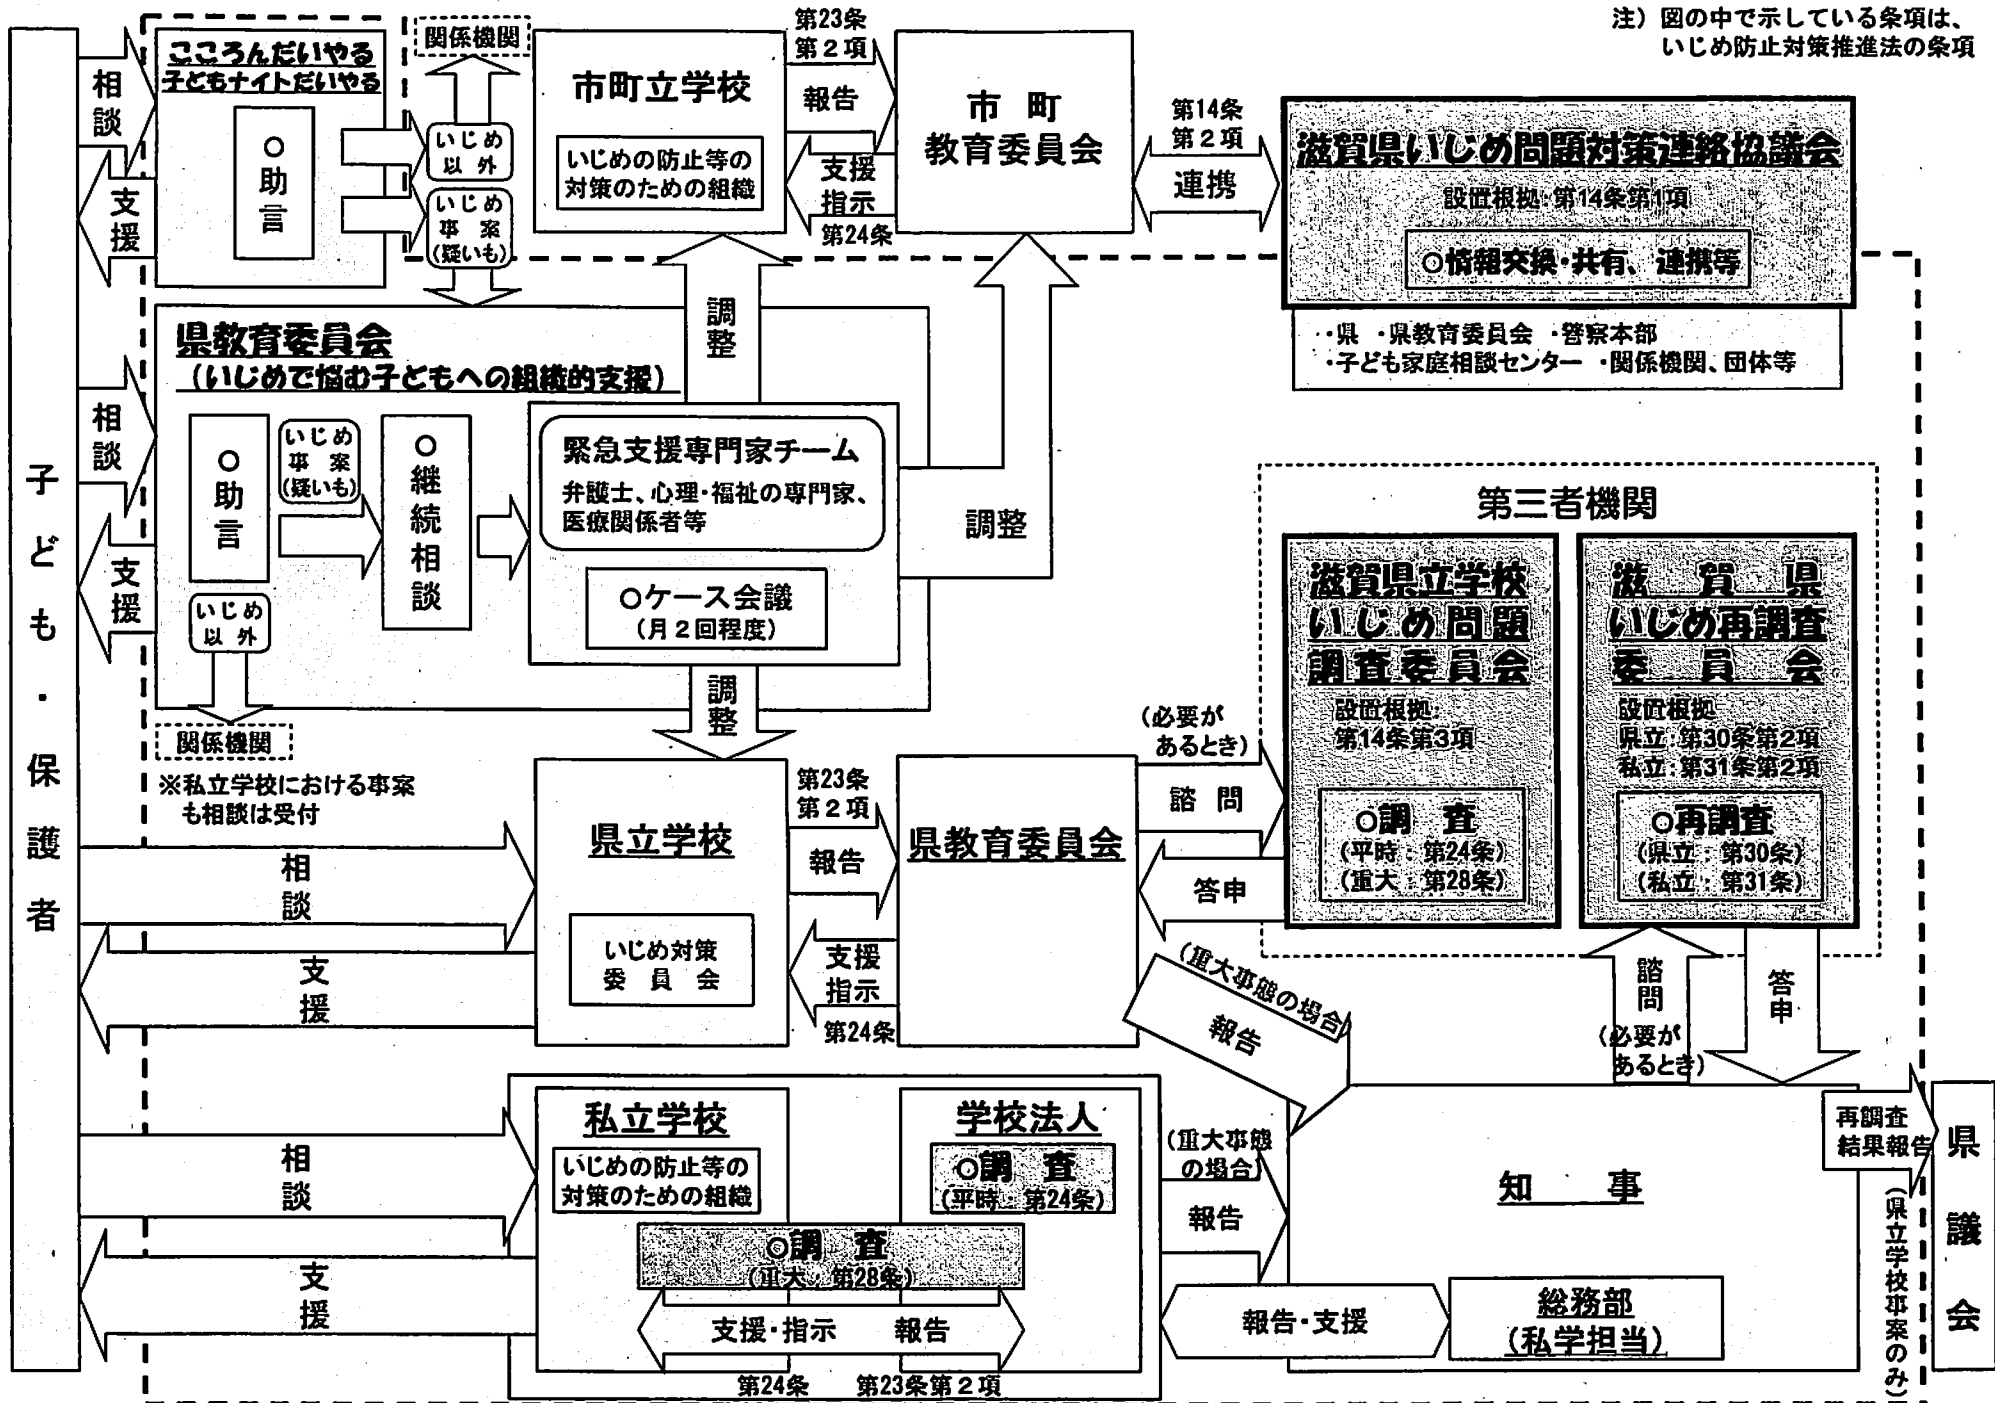 注）図の中で示している条項は、
いじめ防止対策推進法の条項
子ども・保護者
相談
支援
こころんだいやる
子どもナイトだいやる
○助言
関係機関
いじめ
以外
いじめ
事案
(疑いも)
市町立学校
いじめの防止等の
対策のための組織
第23条
第２項
報告
支援
指示
第24条
市町
教育委員会
第14条
第２項
連携
滋賀県いじめ問題対策連絡協議会
設置根拠:第14条第1項
○情報交換・共有、連携等
・県 ・県教育委員会 ・警察本部
・子ども家庭相談センター ・関係機関、団体等
県教育委員会
（いじめで悩む子どもへの組織的支援）
相談
支援
○助言
いじめ
事案
(疑いも)
○継続相談
いじめ
以外
関係機関
※私立学校における事案
も相談は受付
緊急支援専門家チーム
弁護士、心理・福祉の専門家、
医療関係者等
○ケース会議
（月２回程度）
調整
調整
調整
第三者機関
滋賀県立学校
いじめ問題
調査委員会
設置根拠:
第14条第3項
○調査
(平時：第24条)
(重大：第28条)
滋賀県
いじめ再調査
委員会
設置根拠
県立:第30条第2項
私立:第31条第2項
○再調査
(県立：第30条)
(私立：第31条)
相談
支援
県立学校
いじめ対策
委員会
第23条
第２項
報告
支援
指示
第24条
県教育委員会
（必要が
あるとき）
諮問
答申
（重大事態の場合）
報告
諮問
（必要が
あるとき）
答申
相談
支援
私立学校
いじめの防止等の
対策のための組織
学校法人
○調査
(平時：第24条)
○調査
(重大：第28条)
支援・指示 報告
第24条 第23条第２項
（重大事態
の場合）
報告
報告・支援
知事
総務部
（私学担当）
再調査
結果報告
（県立学校事案のみ）
県議会